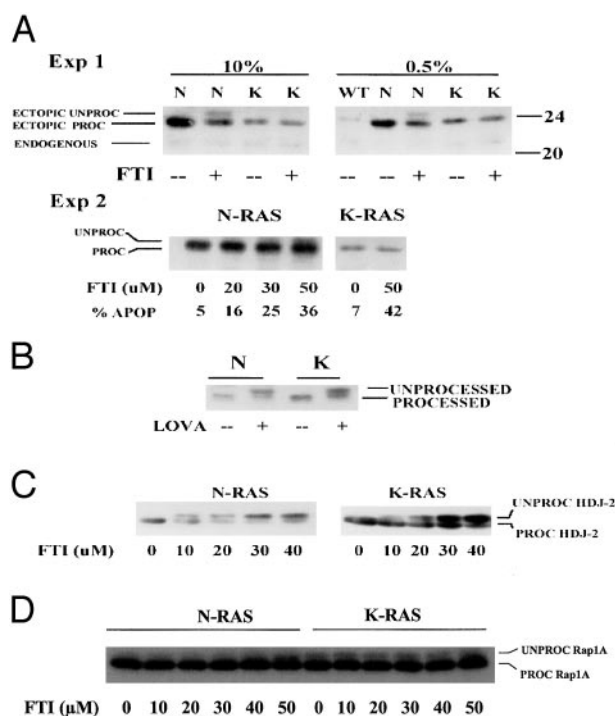 A
Exp 1
10% 0.5%
N N K K WT N N K K
ECTOPIC UNPROC
ECTOPIC PROC
ENDOGENOUS
24
20
FTI -- + -- + -- -- + -- +
Exp 2
N-RAS K-RAS
UNPROC
PROC
FTI (uM) 0 20 30 50 0 50
% APOP 5 16 25 36 7 42
B
N K
UNPROCESSED
PROCESSED
LOVA -- + -- +
C
N-RAS K-RAS
UNPROC HDJ-2
PROC HDJ-2
FTI (uM) 0 10 20 30 40 0 10 20 30 40
D
N-RAS K-RAS
UNPROC Rap1A
PROC Rap1A
FTI (µM) 0 10 20 30 40 50 0 10 20 30 40 50